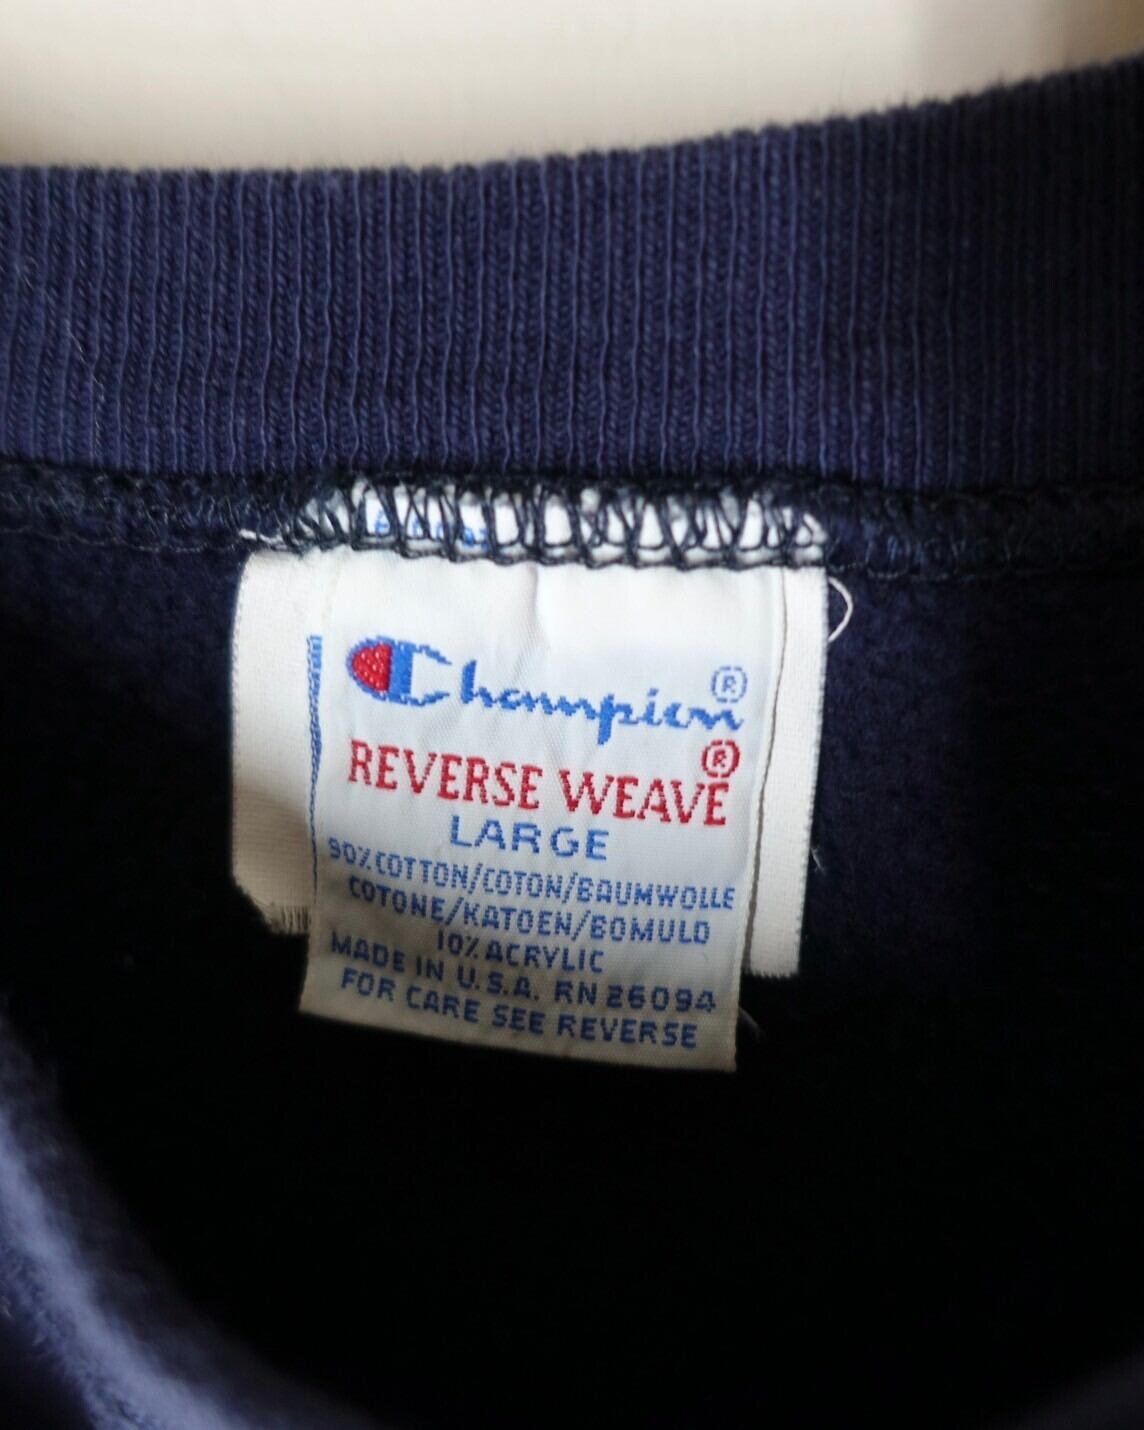 Champion®
REVERSE WEAVE®
LARGE
90% COTTON/COTON/BAUMWOLLE
COTONE/KATOEN/BOMULD
10% ACRYLIC
MADE IN U.S.A. RN 26094
FOR CARE SEE REVERSE